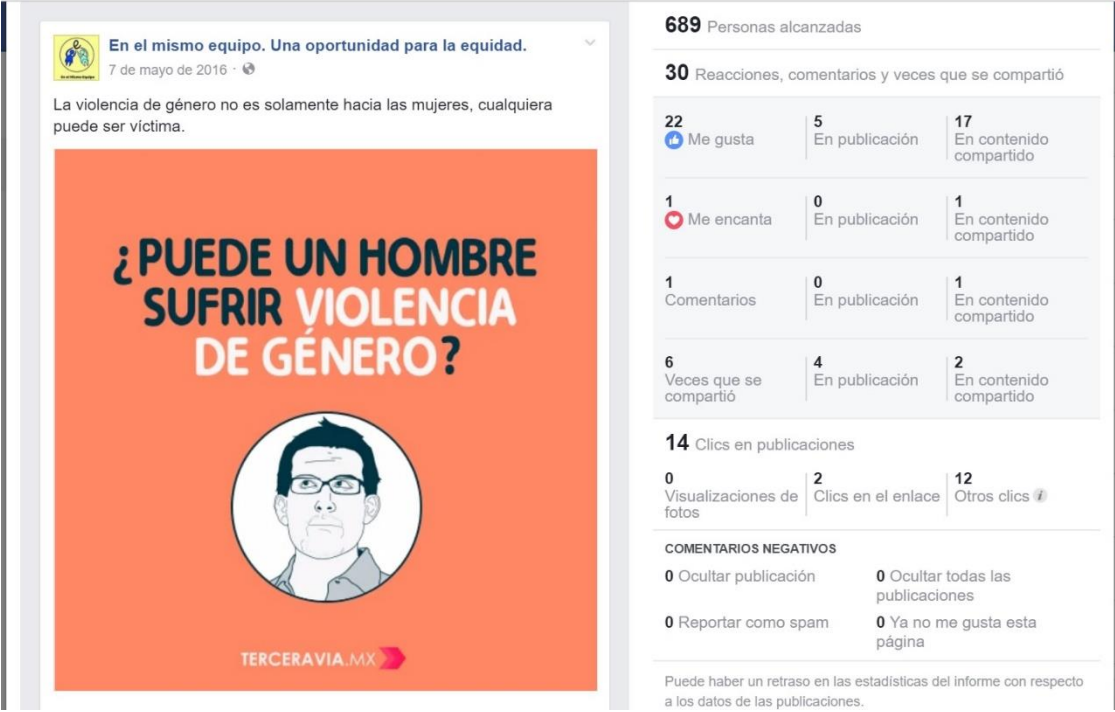 En el mismo equipo. Una oportunidad para la equidad.
7 de mayo de 2016 ·
La violencia de género no es solamente hacia las mujeres, cualquiera
puede ser víctima.
¿PUEDE UN HOMBRE
SUFRIR VIOLENCIA
DE GÉNERO?
TERCERAVIA.MX
689 Personas alcanzadas
30 Reacciones, comentarios y veces que se compartió
22
Me gusta
5
En publicación
17
En contenido
compartido
1
Me encanta
0
En publicación
1
En contenido
compartido
1
Comentarios
0
En publicación
1
En contenido
compartido
6
Veces que se
compartió
4
En publicación
2
En contenido
compartido
14 Clics en publicaciones
0
Visualizaciones de
fotos
2
Clics en el enlace
12
Otros clics i
COMENTARIOS NEGATIVOS
0 Ocultar publicación
0 Ocultar todas las
publicaciones
0 Reportar como spam
0 Ya no me gusta esta
página
Puede haber un retraso en las estadísticas del informe con respecto
a los datos de las publicaciones.